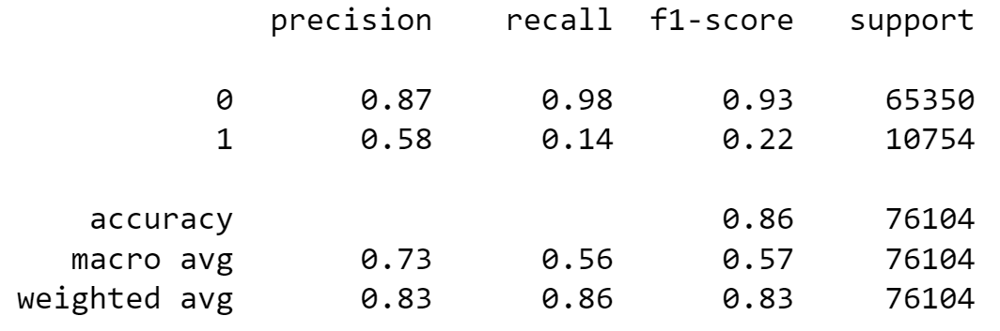 precision recall f1-score support
0 0.87 0.98 0.93 65350
1 0.58 0.14 0.22 10754
accuracy 0.86 76104
macro avg 0.73 0.56 0.57 76104
weighted avg 0.83 0.86 0.83 76104